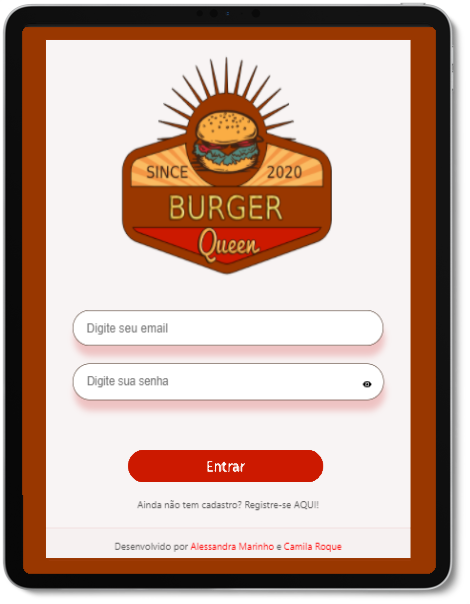 SINCE 2020
BURGER
Queen
Digite seu email
Digite sua senha
Entrar
Ainda não tem cadastro? Registre-se AQUI!
Desenvolvido por Alessandra Marinho e Camila Roque